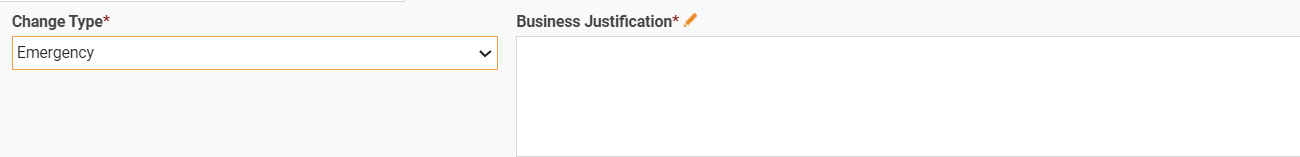 Change Type*
Business Justification*
Emergency